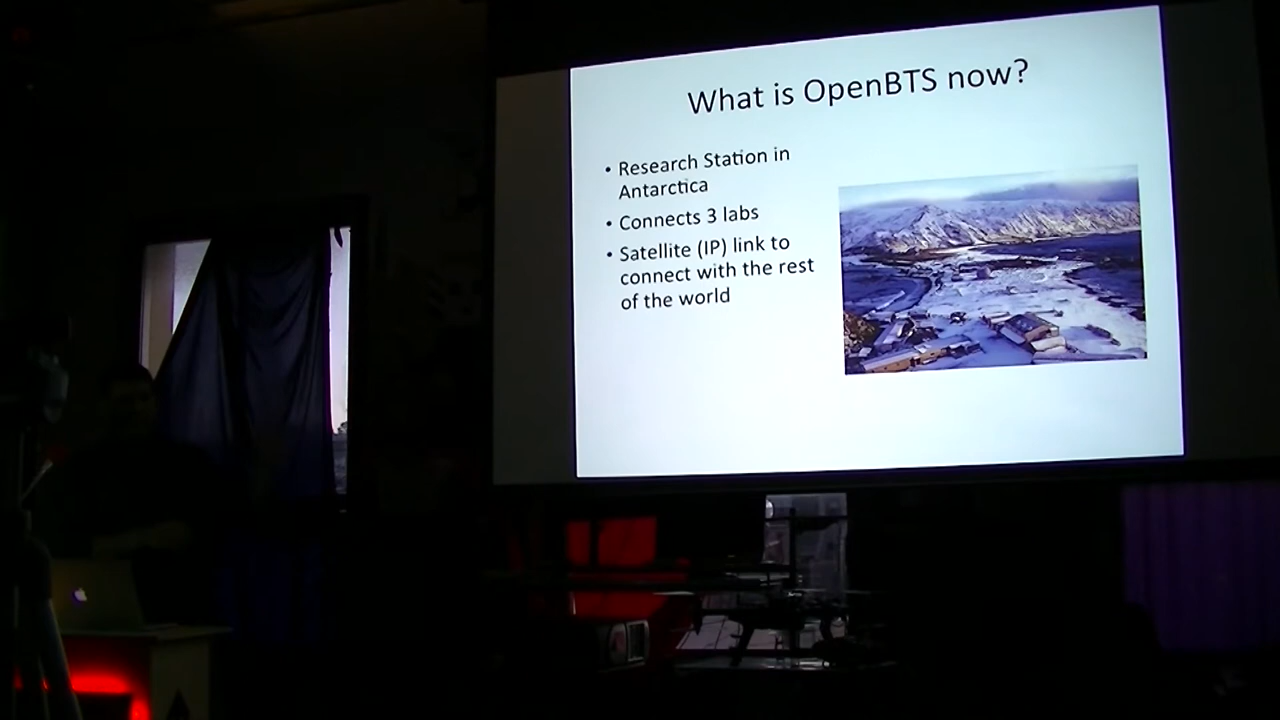 What is OpenBTS now?
• Research Station in
Antarctica
• Connects 3 labs
• Satellite (IP) link to
connect with the rest
of the world